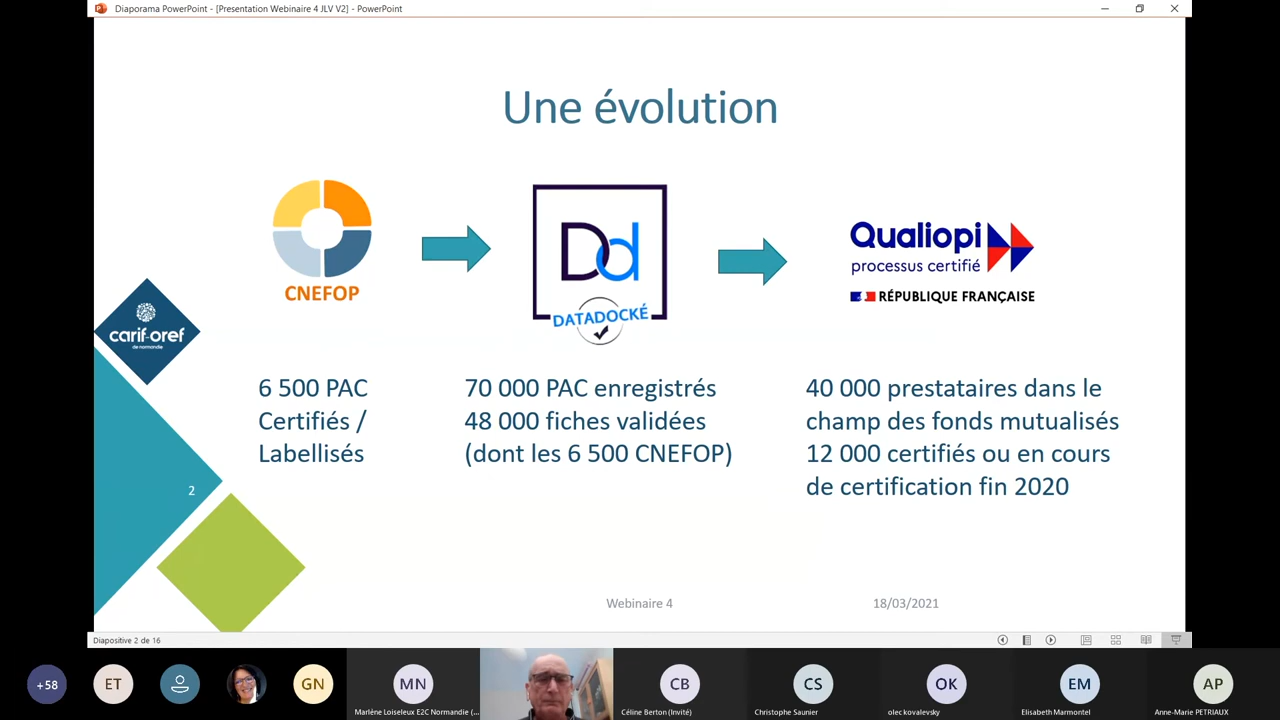 Diaporama PowerPoint - [Presentation Webinaire 4 JLV V2] - PowerPoint
Une évolution
CNEFOP
Dd
DATADOCKÉ
Qualiopi
processus certifié
RÉPUBLIQUE FRANÇAISE
carif-oref
de normandie
6 500 PAC
Certifiés /
Labellisés
70 000 PAC enregistrés
48 000 fiches validées
(dont les 6 500 CNEFOP)
40 000 prestataires dans le
champ des fonds mutualisés
12 000 certifiés ou en cours
de certification fin 2020
2
Webinaire 4
18/03/2021
Diapositive 2 de 16
+58
ET
GN
MN
CB
CS
OK
EM
AP
Marlène Loiseleux E2C Normandie (...
Céline Berton (Invité)
Christophe Saunier
olec kovalevsky
Elisabeth Marmontel
Anne-Marie PETRIAUX